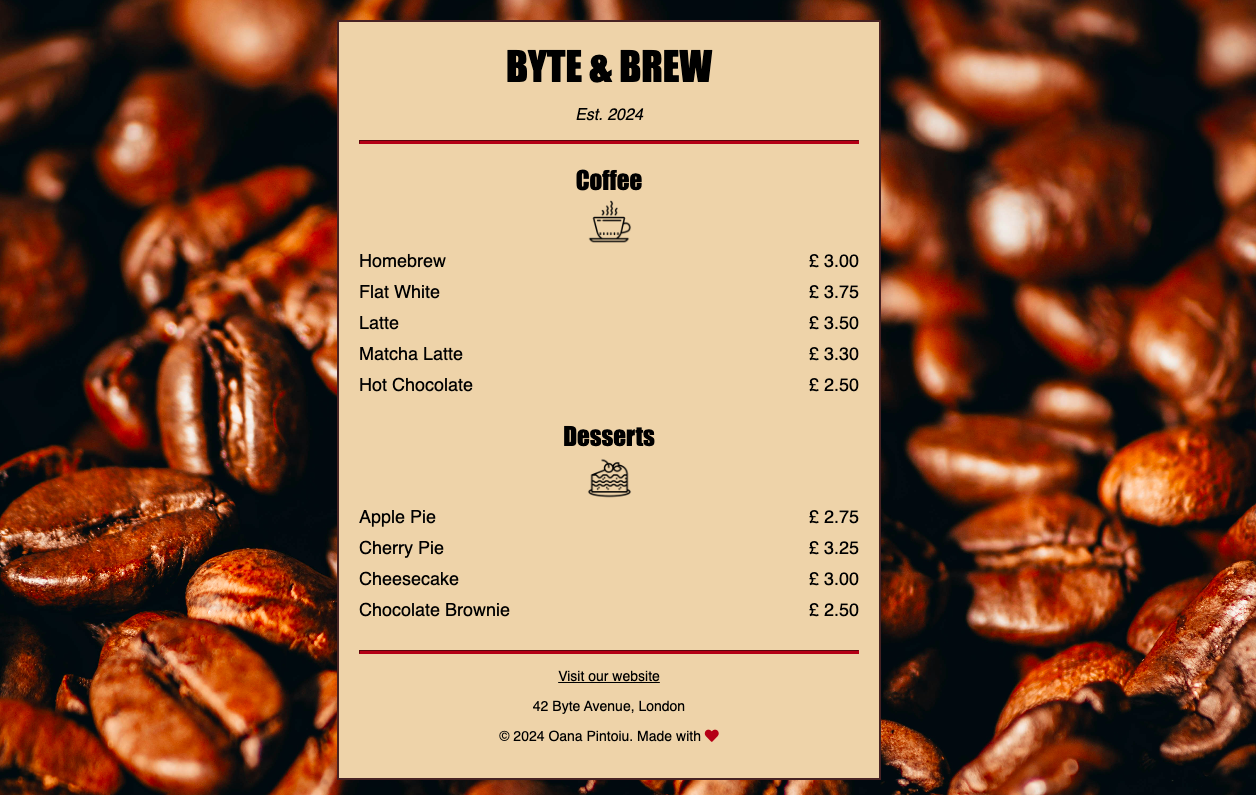 BYTE & BREW
Est. 2024
Coffee
Homebrew £ 3.00
Flat White £ 3.75
Latte £ 3.50
Matcha Latte £ 3.30
Hot Chocolate £ 2.50
Desserts
Apple Pie £ 2.75
Cherry Pie £ 3.25
Cheesecake £ 3.00
Chocolate Brownie £ 2.50
Visit our website
42 Byte Avenue, London
© 2024 Oana Pintoiu. Made with ❤